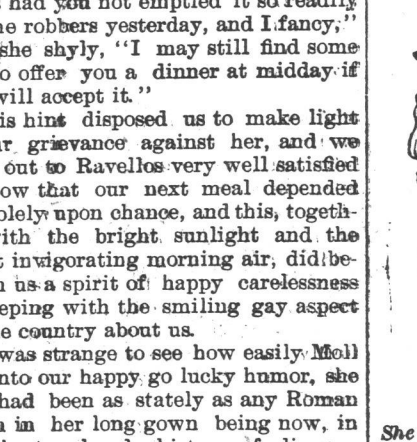 had you not emptied it so readily
e robbers yesterday, and I fancy,"
she shyly, "I may still find some
o offer you a dinner at midday if
will accept it."
is hint disposed us to make light
r grievance against her, and we
out to Ravellos very well satisfied
ow that our next meal depended
olely upon chance, and this, togeth-
ith the bright sunlight and the
t invigorating morning air, did be-
n us a spirit of happy carelessness
eeping with the smiling gay aspect
e country about us.
was strange to see how easily Moll
nto our happy go lucky humor, she
had been as stately as any Roman
n in her long gown being now, in
She